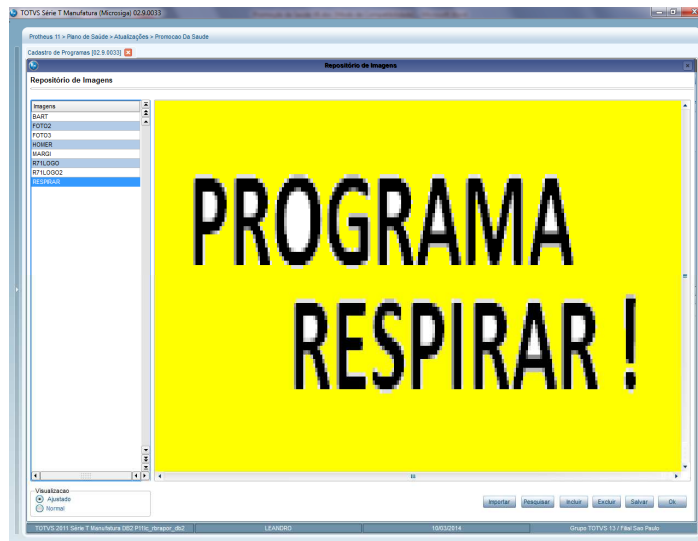 TOTVS Série T Manufatura (Microsiga) 02.9.0033
Protheus 11 > Plano de Saúde > Atualizações > Promocao Da Saude
Cadastro de Programas [02.9.0033]
Repositório de Imagens
Repositório de Imagens
Imagens
BART
FOTO2
FOTO3
HOMER
MARGI
R71LOGO
R71LOGO2
RESPIRAR
PROGRAMA
RESPIRAR !
Visualizacao
Ajustado
Normal
Importar Pesquisar Incluir Excluir Salvar Ok
TOTVS 2011 Série T Manufatura DB2 P11ic_rbrapor_db2 LEANDRO 10/03/2014 Grupo TOTVS 13 / Filial Sao Paulo